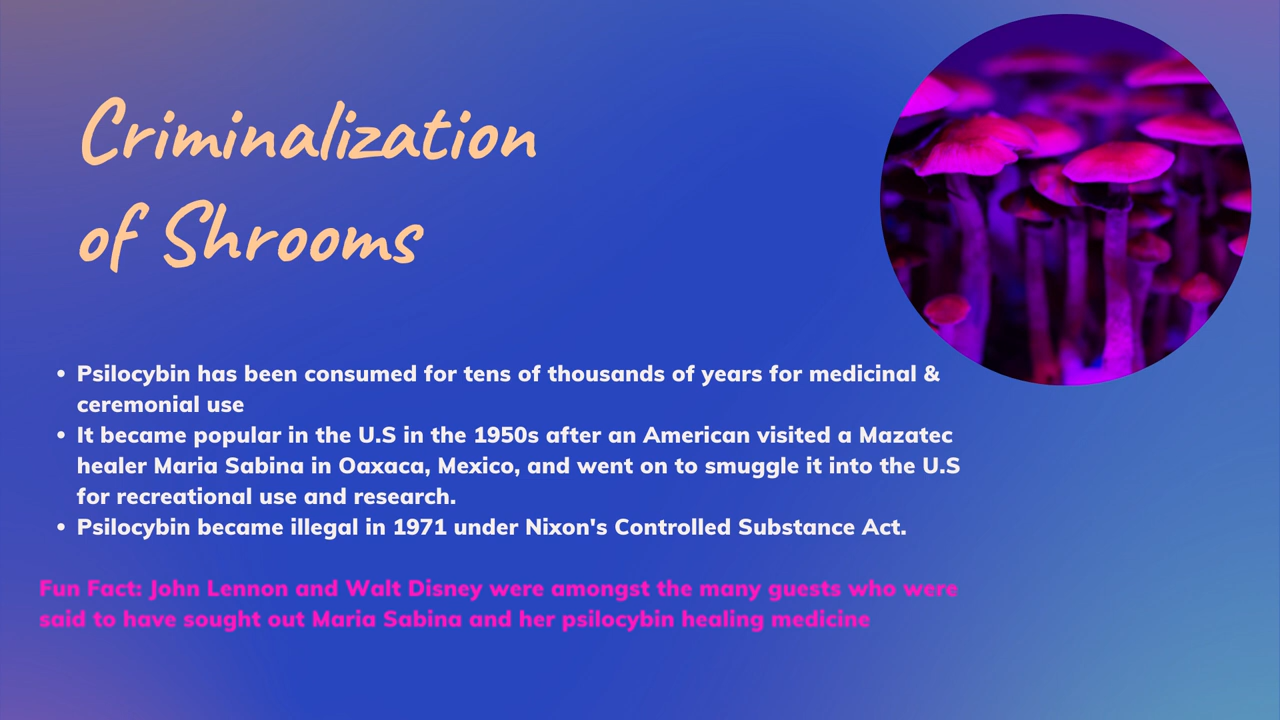 Criminalization
of Shrooms
• Psilocybin has been consumed for tens of thousands of years for medicinal &
ceremonial use
• It became popular in the U.S in the 1950s after an American visited a Mazatec
healer Maria Sabina in Oaxaca, Mexico, and went on to smuggle it into the U.S
for recreational use and research.
• Psilocybin became illegal in 1971 under Nixon's Controlled Substance Act.
Fun Fact: John Lennon and Walt Disney were amongst the many guests who were
said to have sought out Maria Sabina and her psilocybin healing medicine